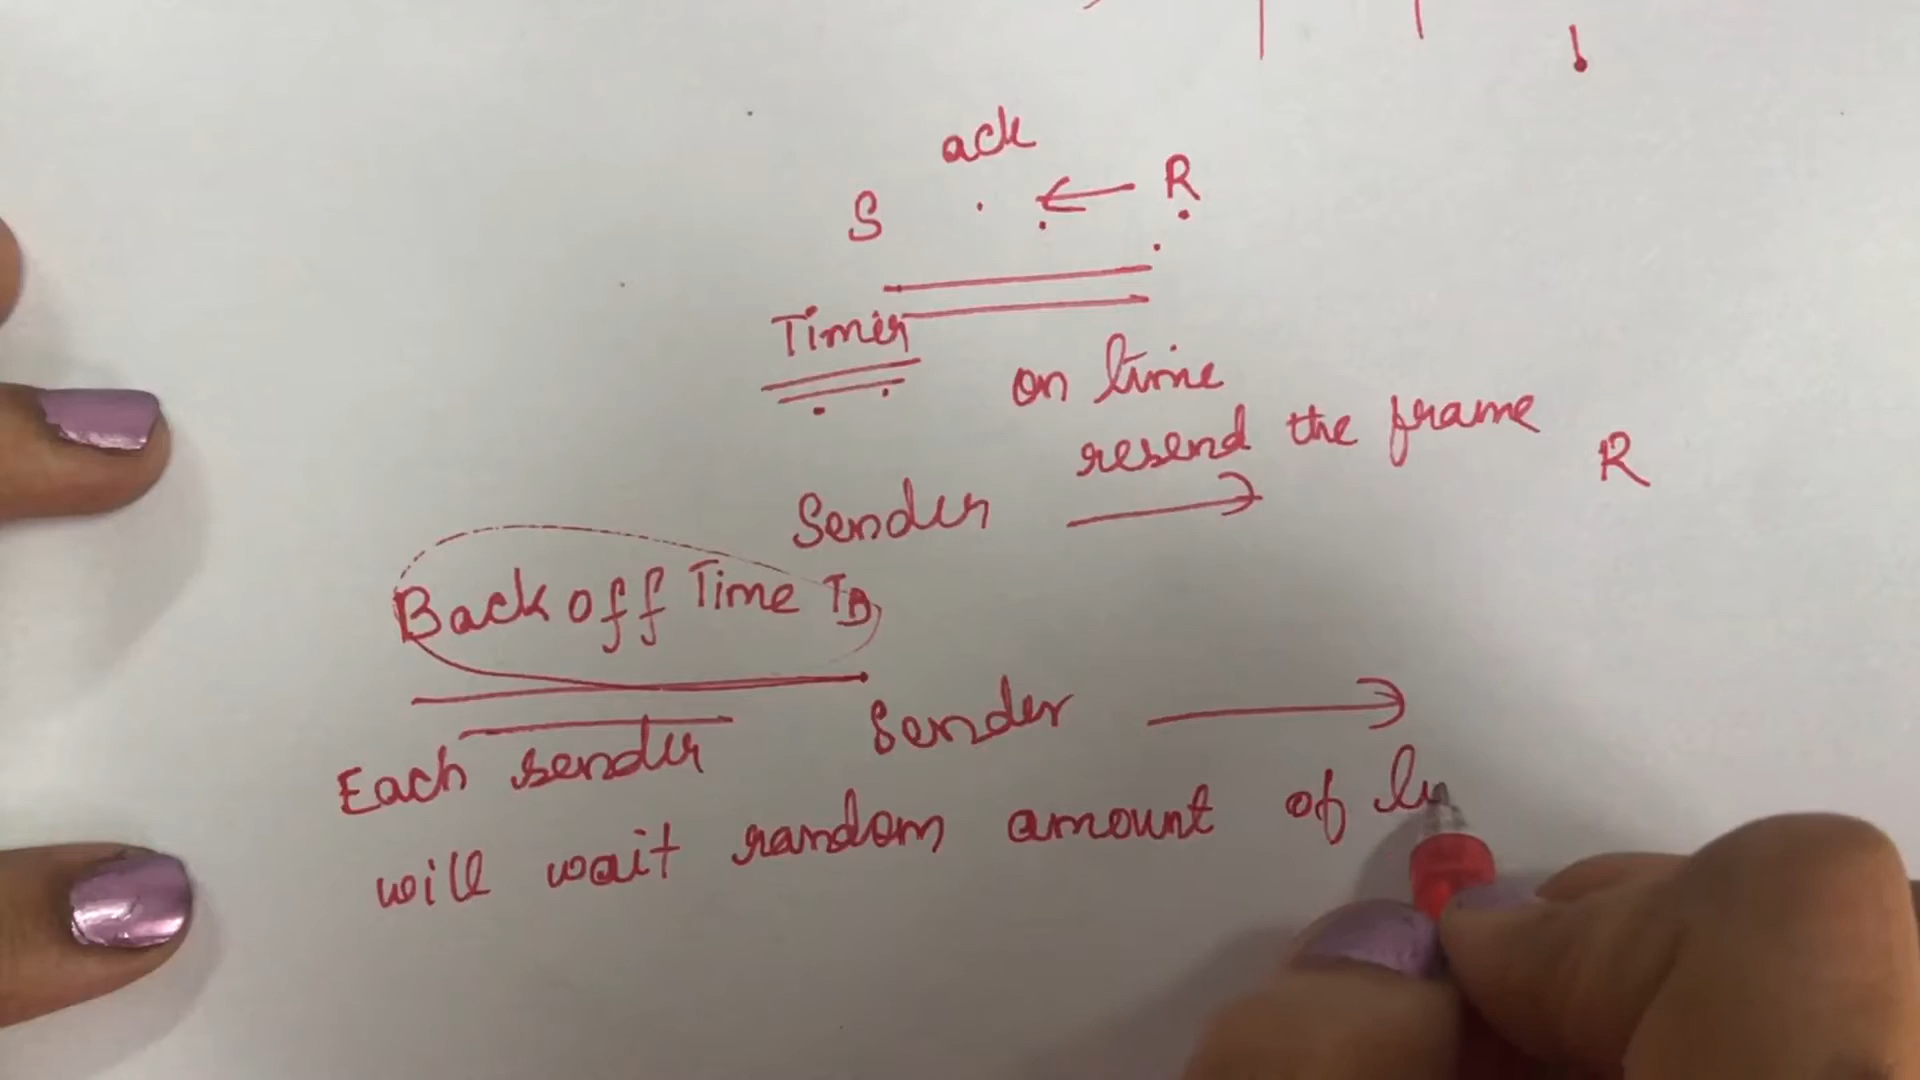 ack
S R
Timer
on time
resend the frame
Sender R
Back off Time TB
Sender
Each sender
will wait random amount of